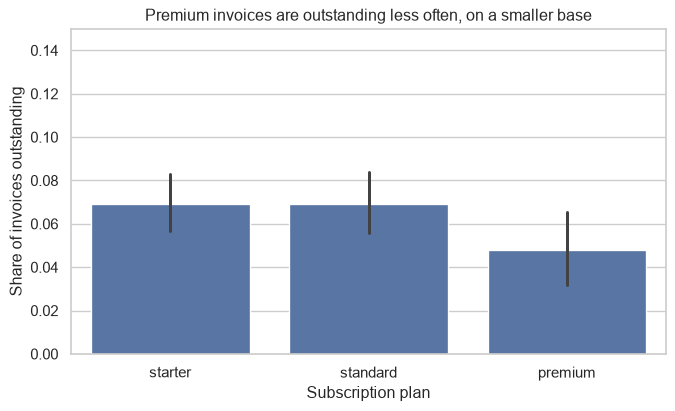 Premium invoices are outstanding less often, on a smaller base
Share of invoices outstanding
0.14
0.12
0.10
0.08
0.06
0.04
0.02
0.00
starter standard premium
Subscription plan